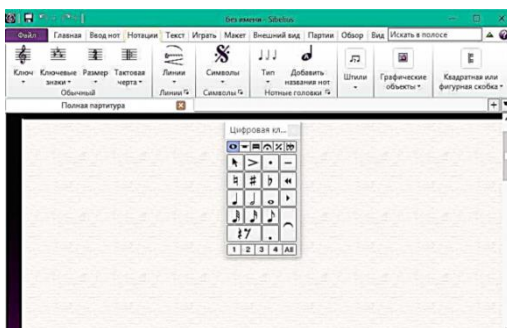 без имени - Sibelius
Файл Главная Ввод нот Нотации Текст Играть Макет Внешний вид Партии Обзор Вид Искать в полосе
Ключ Ключевые знаки Размер Тактовая черта Линии Символы Тип Добавить названия нот Штили Графические объекты Квадратная или фигурная скобка
Обычный Линии Символы Нотные головки
Полная партитура
Цифровая кл...
1 2 3 4 All